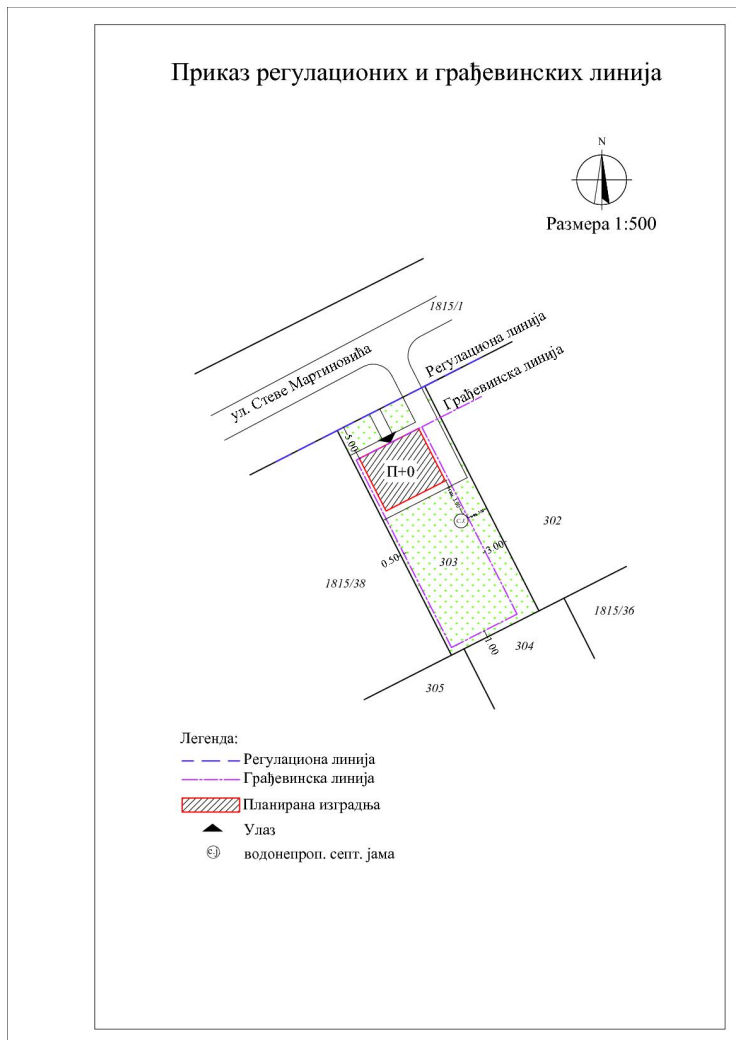 Приказ регулационих и грађевинских линија
N
Размера 1:500
1815/1
ул. Стеве Мартиновића
Регулациона линија
Грађевинска линија
5.00
П+0
302
3.00
0.50
303
1815/38
1815/36
1.00
304
305
Легенда:
Регулациона линија
Грађевинска линија
Планирана изградња
Улаз
с.ј
водонепроп. септ. јама